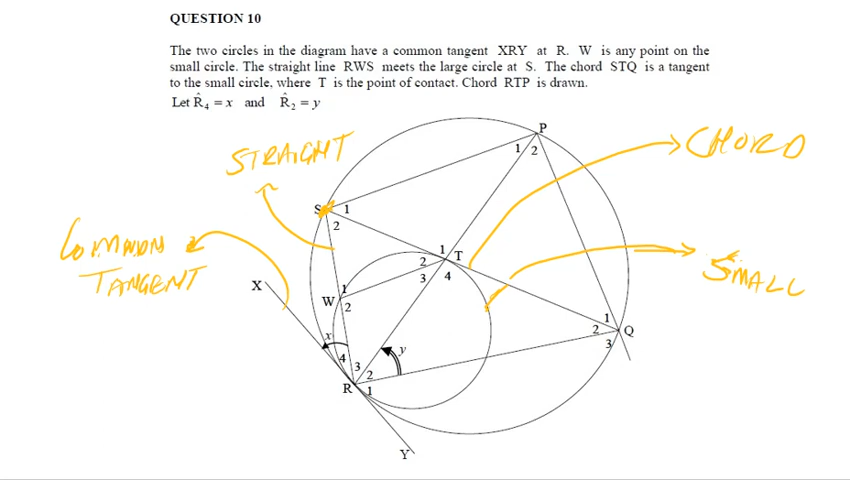 QUESTION 10
The two circles in the diagram have a common tangent XRY at R. W is any point on the
small circle. The straight line RWS meets the large circle at S. The chord STQ is a tangent
to the small circle, where T is the point of contact. Chord RTP is drawn.
Let R̂₄ = x and R̂₂ = y
P
1 2
CHORD
STRAIGHT
S 1
2
COMMON
TANGENT
1 T
2
3 4
SMALL
X
W 1
2
1
2 Q
3
x
y
4 3 2
R 1
Y